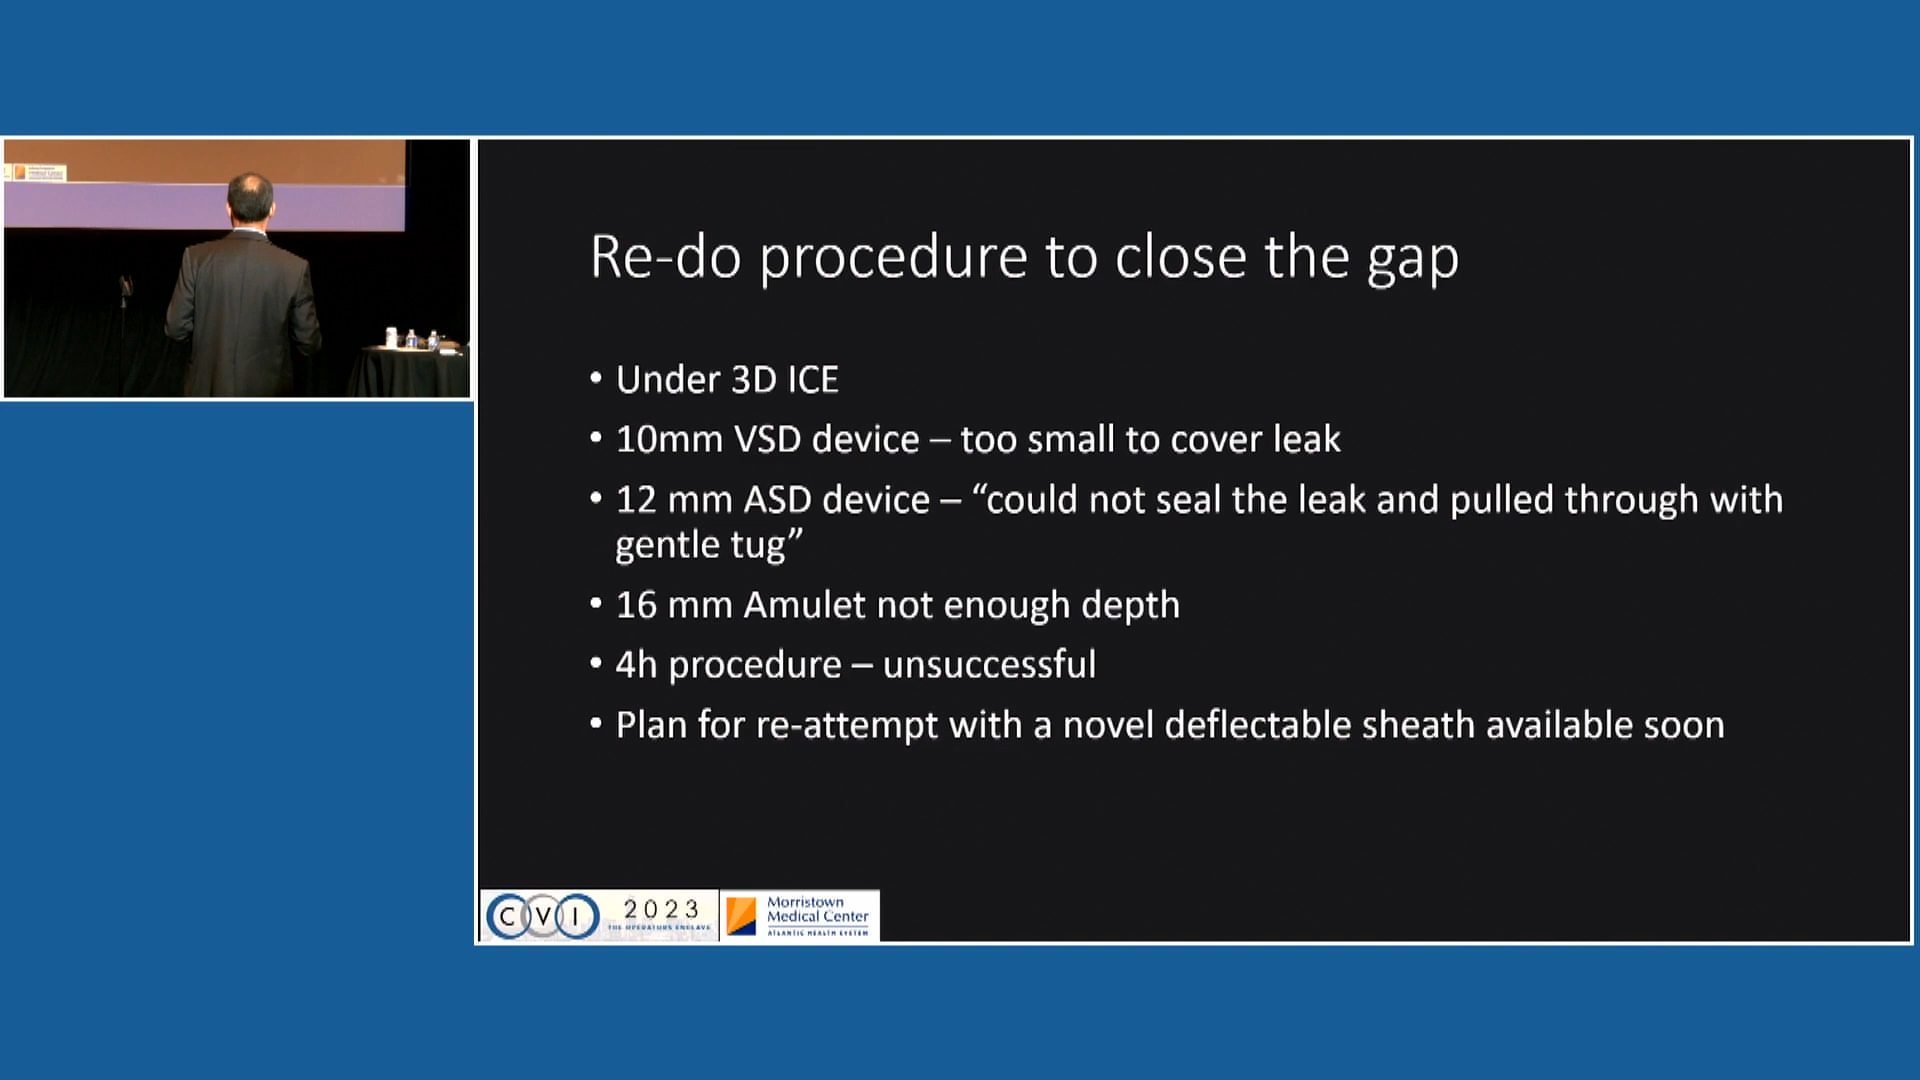 Re-do procedure to close the gap
• Under 3D ICE
• 10mm VSD device – too small to cover leak
• 12 mm ASD device – “could not seal the leak and pulled through with
gentle tug”
• 16 mm Amulet not enough depth
• 4h procedure – unsuccessful
• Plan for re-attempt with a novel deflectable sheath available soon
CVI 2023
THE OPERATORS ENCLAVE
Morristown
Medical Center
ATLANTIC HEALTH SYSTEM